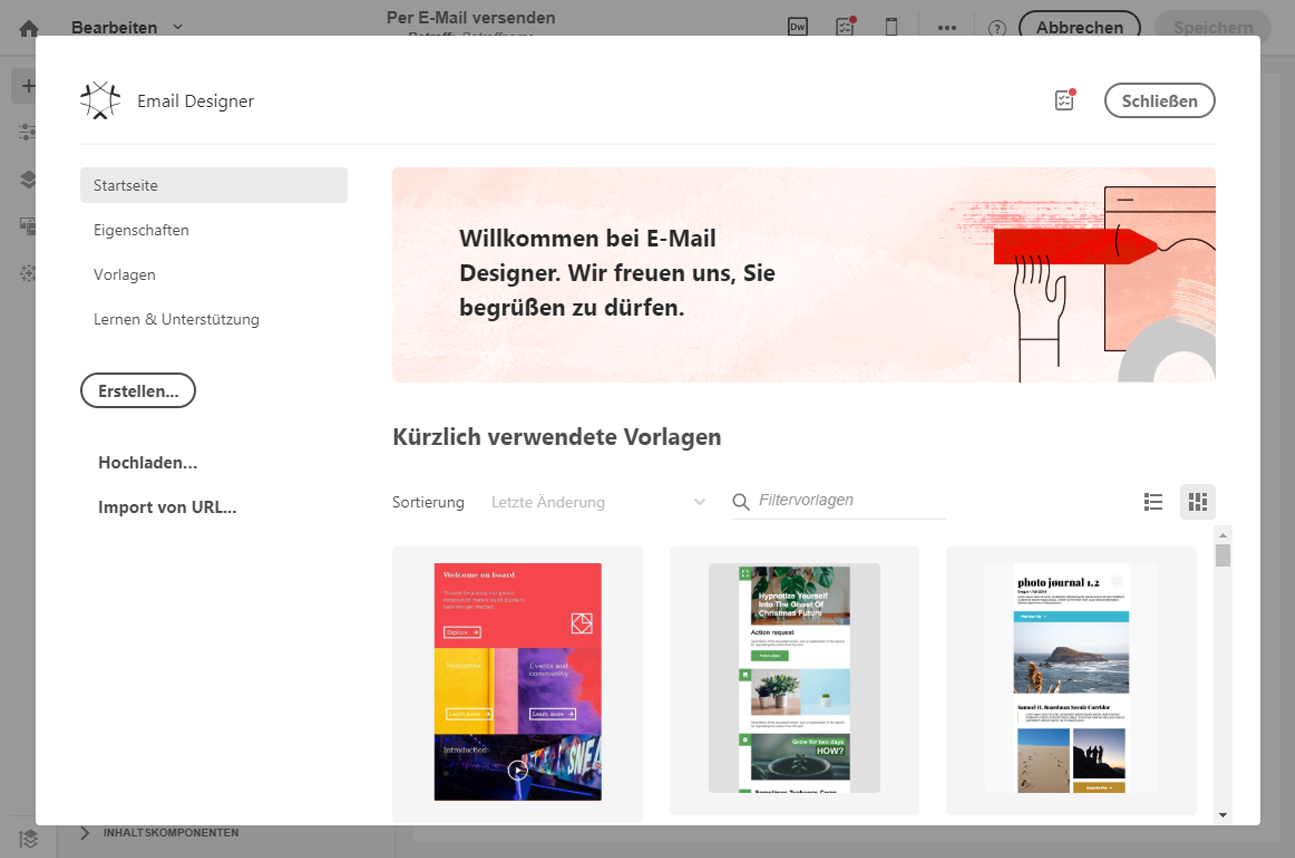 Bearbeiten
Per E-Mail versenden
Dw
Abbrechen
Speichern
Email Designer
Schließen
Startseite
Eigenschaften
Vorlagen
Lernen & Unterstützung
Erstellen...
Hochladen...
Import von URL...
Willkommen bei E-Mail
Designer. Wir freuen uns, Sie
begrüßen zu dürfen.
Kürzlich verwendete Vorlagen
Sortierung
Letzte Änderung
Filtervorlagen
Welcome on board
Explore
Events and
community
Learn more
Learn more
Introduction
Hypnotize Yourself
Into The Ghost Of
Christmas Future
Action request
Grow for two days
HOW?
photo journal 1.2
Samuel H. Boardman Scenic Corridor
INHALTSKOMPONENTEN